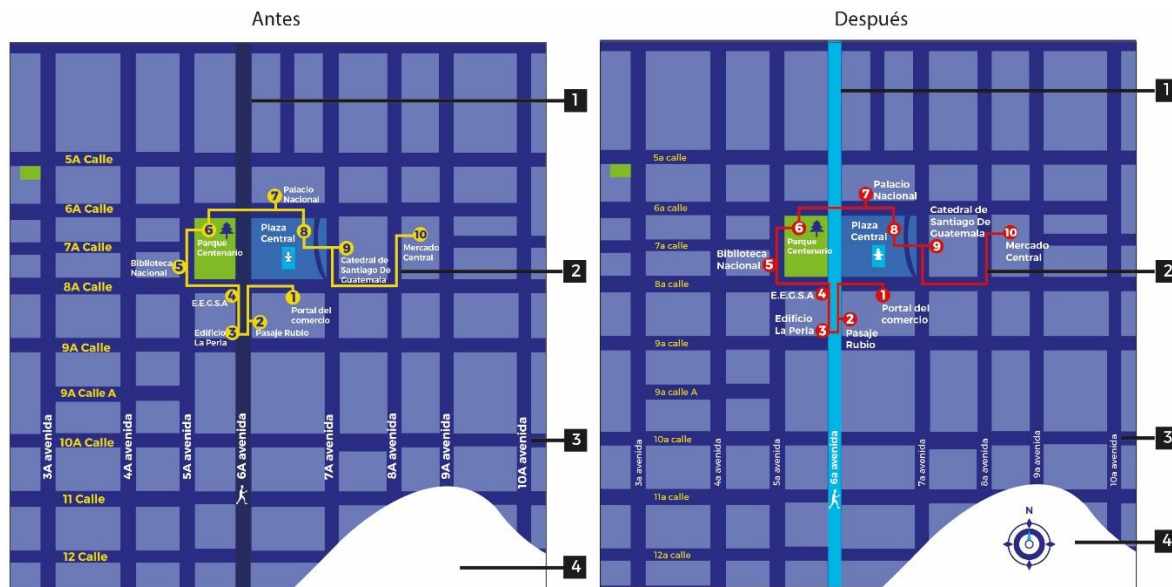 Antes
1
5A Calle
7
Palacio
Nacional
6A Calle
6
8
Plaza
Central
10
Parque
Centenario
7A Calle
9
Mercado
Central
Biblioteca
Nacional
5
Catedral de
Santiago De
Guatemala
2
8A Calle
4
E.E.G.S.A
1
Portal del
comercio
Edificio
La Perla
3
2
Pasaje Rubio
9A Calle
9A Calle A
3A avenida
4A avenida
5A avenida
6A avenida
7A avenida
8A avenida
9A avenida
10A avenida
10A Calle
3
11 Calle
12 Calle
4
Después
1
5a calle
7
Palacio
Nacional
6a calle
6
8
Plaza
Central
Catedral de
Santiago De
Guatemala
10
Parque
Centenario
7a calle
9
Mercado
Central
Biblioteca
Nacional
5
2
8a calle
E.E.G.S.A
4
1
Portal del
comercio
Edificio
La Perla
3
2
Pasaje
Rubio
9a calle
9a calle A
3a avenida
4a avenida
5a avenida
6a avenida
7a avenida
8a avenida
9a avenida
10a avenida
10a calle
3
11a calle
N
12a calle
4